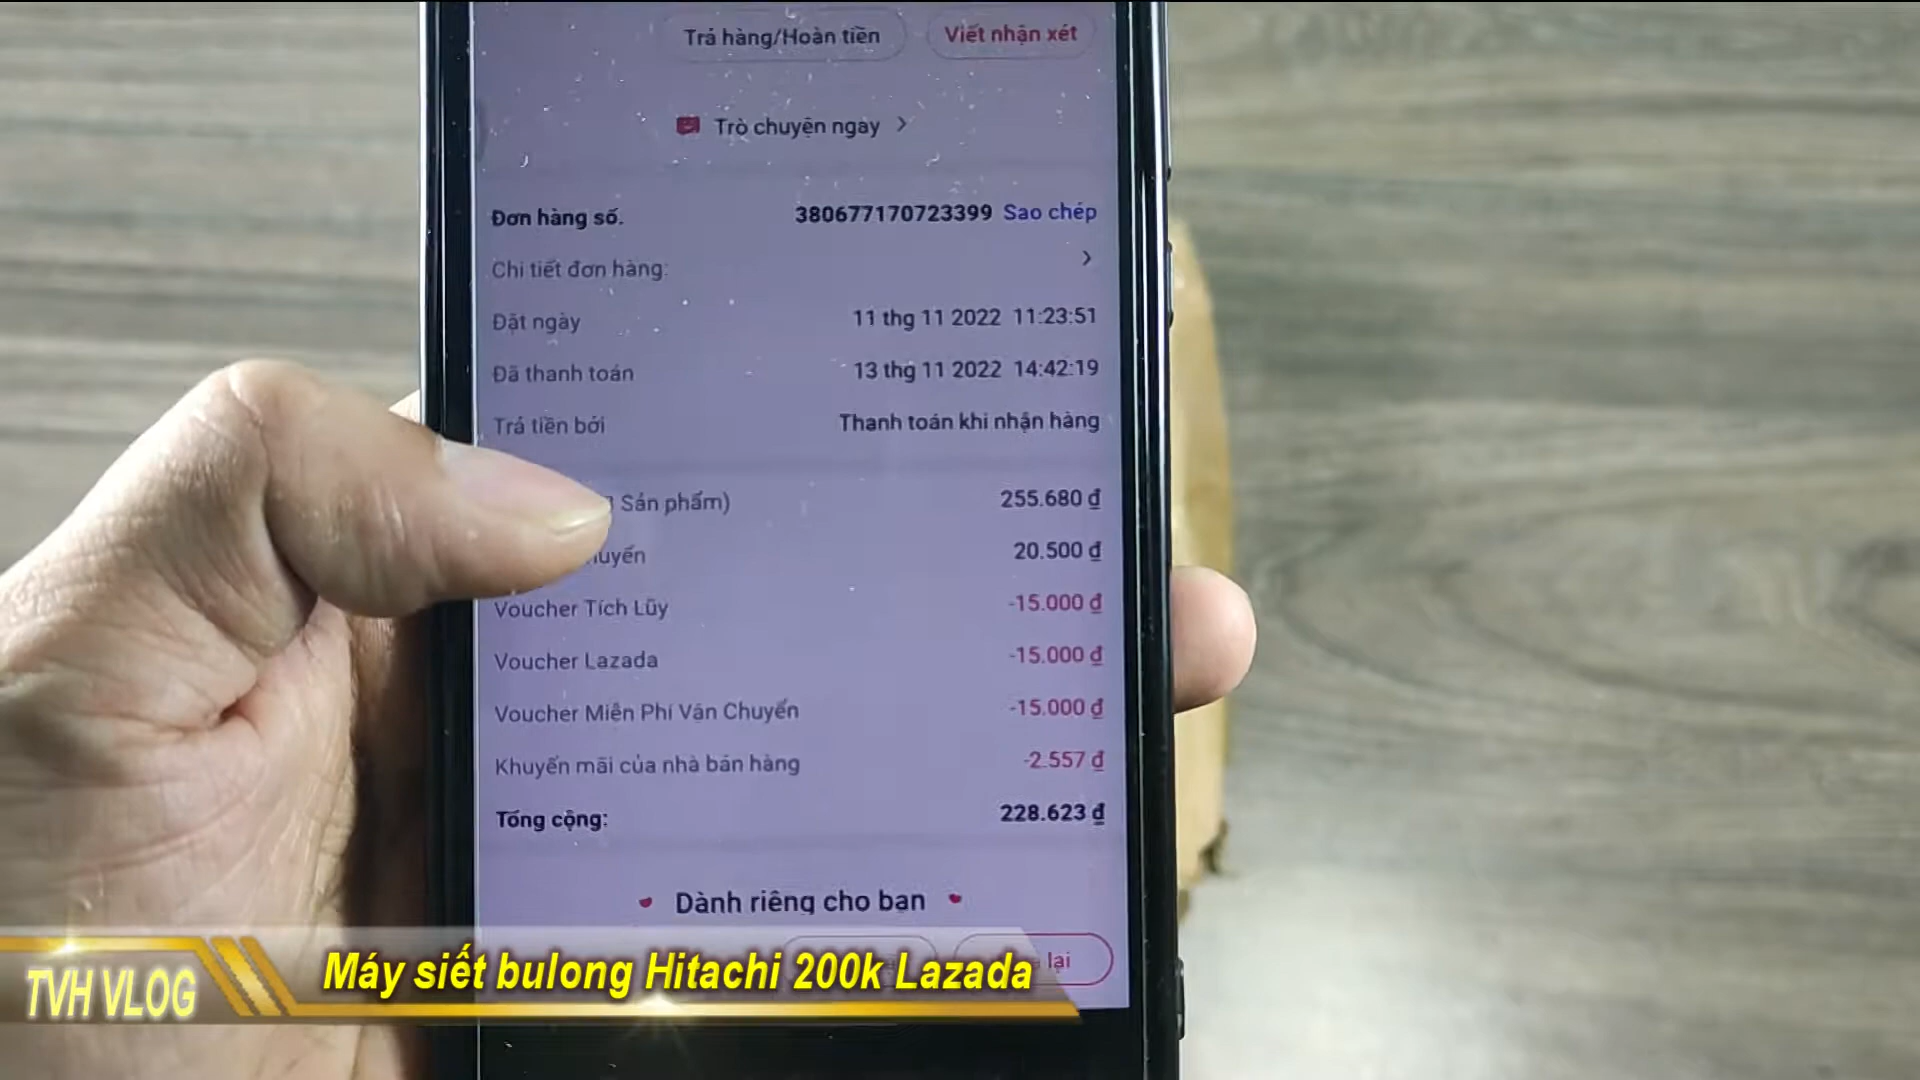 Trả hàng/Hoàn tiền Viết nhận xét
Trò chuyện ngay >
Đơn hàng số. 380677170723399 Sao chép
Chi tiết đơn hàng: >
Đặt ngày 11 thg 11 2022 11:23:51
Đã thanh toán 13 thg 11 2022 14:42:19
Trả tiền bởi Thanh toán khi nhận hàng
Sản phẩm) 255.680 ₫
20.500 ₫
Voucher Tích Lũy -15.000 ₫
Voucher Lazada -15.000 ₫
Voucher Miễn Phí Vận Chuyển -15.000 ₫
Khuyến mãi của nhà bán hàng -2.557 ₫
Tổng cộng: 228.623 ₫
Dành riêng cho bạn
lại
TVH VLOG
Máy siết bulong Hitachi 200k Lazada